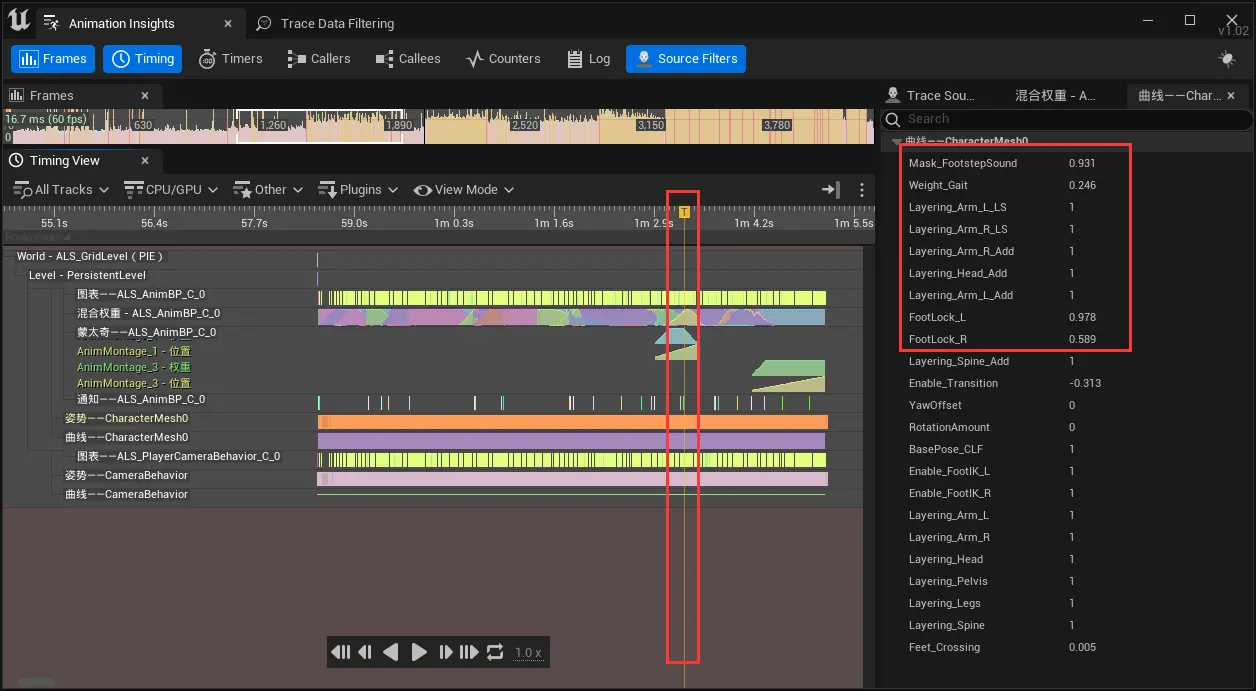 Animation Insights
Trace Data Filtering
v1.02
Frames
Timing
Timers
Callers
Callees
Counters
Log
Source Filters
Frames
16.7 ms (60 fps)
0
630
1,260
1,890
2,520
3,150
3,780
Timing View
All Tracks
CPU/GPU
Other
Plugins
View Mode
55.1s
56.4s
57.7s
59.0s
1m 0.3s
1m 1.6s
1m 2.9s
T
1m 4.2s
1m 5.5s
World - ALS_GridLevel ( PIE )
Level - PersistentLevel
图表——ALS_AnimBP_C_0
混合权重 - ALS_AnimBP_C_0
蒙太奇——ALS_AnimBP_C_0
AnimMontage_1 - 位置
AnimMontage_3 - 权重
AnimMontage_3 - 位置
通知——ALS_AnimBP_C_0
姿势——CharacterMesh0
曲线——CharacterMesh0
图表——ALS_PlayerCameraBehavior_C_0
姿势——CameraBehavior
曲线——CameraBehavior
1.0 x
Trace Sou...
混合权重 - A...
曲线——Char...
Search
曲线——CharacterMesh0
Mask_FootstepSound 0.931
Weight_Gait 0.246
Layering_Arm_L_LS 1
Layering_Arm_R_LS 1
Layering_Arm_R_Add 1
Layering_Head_Add 1
Layering_Arm_L_Add 1
FootLock_L 0.978
FootLock_R 0.589
Layering_Spine_Add 1
Enable_Transition -0.313
YawOffset 0
RotationAmount 0
BasePose_CLF 1
Enable_FootIK_L 1
Enable_FootIK_R 1
Layering_Arm_L 1
Layering_Arm_R 1
Layering_Head 1
Layering_Pelvis 1
Layering_Legs 1
Layering_Spine 1
Feet_Crossing 0.005